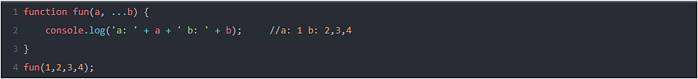 1 function fun(a, ...b) {
2 console.log('a: ' + a + ' b: ' + b); //a: 1 b: 2,3,4
3 }
4 fun(1,2,3,4);